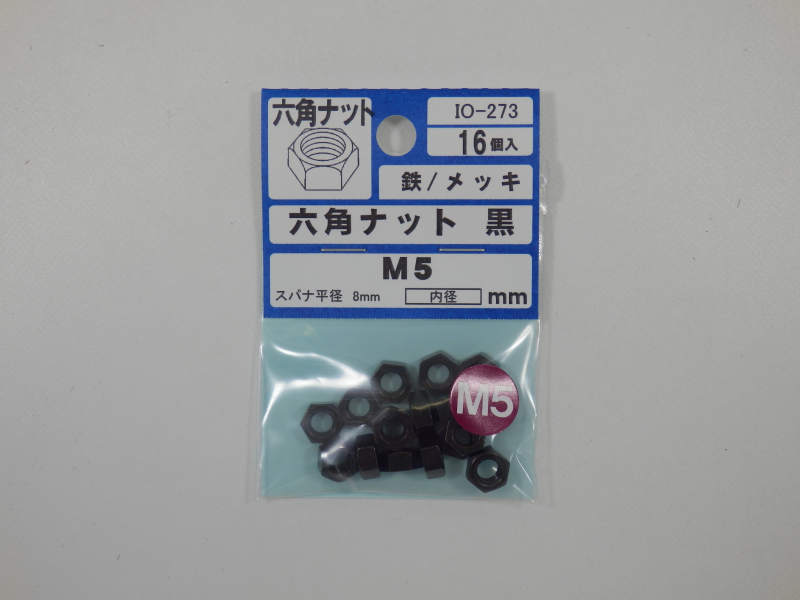 六角ナット
IO-273
16個入
鉄/メッキ
六角ナット 黒
M5
スパナ平径 8mm 内径 mm
M5